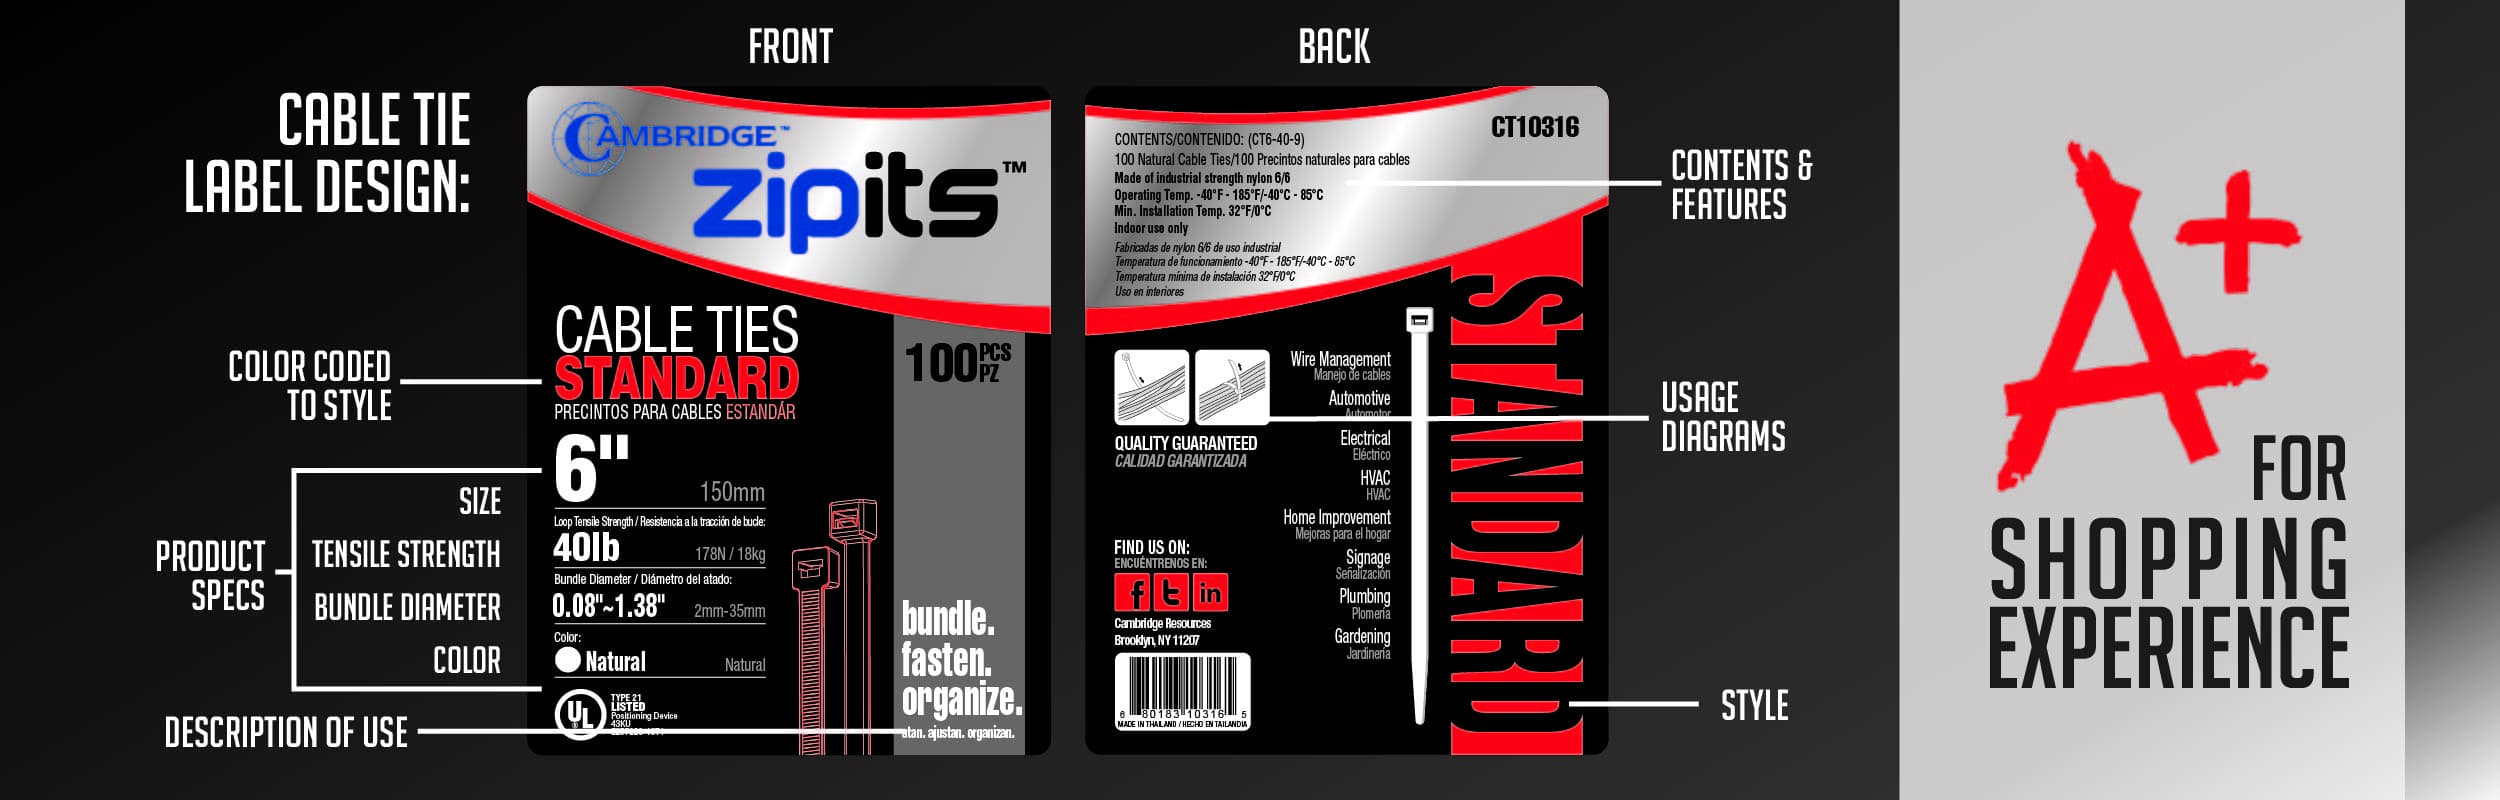 FRONT
BACK
CABLE TIE
LABEL DESIGN:
COLOR CODED
TO STYLE
PRODUCT
SPECS
SIZE
TENSILE STRENGTH
BUNDLE DIAMETER
COLOR
DESCRIPTION OF USE
CAMBRIDGE™
zipits™
CABLE TIES
STANDARD
PRECINTOS PARA CABLES ESTANDÁR
100 PCS
PZ
6" 150mm
Loop Tensile Strength / Resistencia a la tracción de bucle:
40lb 178N / 18kg
Bundle Diameter / Diámetro del atado:
0.08"~1.38" 2mm-35mm
Color:
Natural Natural
UL
®
TYPE 21
LISTED
Positioning Device
43KU
bundle.
fasten.
organize.
atan. ajustan. organizan.
CT10316
CONTENTS/CONTENIDO: (CT6-40-9)
100 Natural Cable Ties/100 Precintos naturales para cables
Made of industrial strength nylon 6/6
Operating Temp. -40°F - 185°F/-40°C - 85°C
Min. Installation Temp. 32°F/0°C
Indoor use only
Fabricadas de nylon 6/6 de uso industrial
Temperatura de funcionamiento -40°F - 185°F/-40°C - 85°C
Temperatura mínima de instalación 32°F/0°C
Uso en interiores
QUALITY GUARANTEED
CALIDAD GARANTIZADA
Wire Management
Manejo de cables
Automotive
Automotor
Electrical
Eléctrico
HVAC
HVAC
Home Improvement
Mejoras para el hogar
Signage
Señalización
Plumbing
Plomería
Gardening
Jardinería
FIND US ON:
ENCUÉNTRENOS EN:
f t in
Cambridge Resources
Brooklyn, NY 11207
6 80183 10316 5
MADE IN THAILAND / HECHO EN TAILANDIA
STANDARD
CONTENTS &
FEATURES
USAGE
DIAGRAMS
STYLE
A+
FOR
SHOPPING
EXPERIENCE